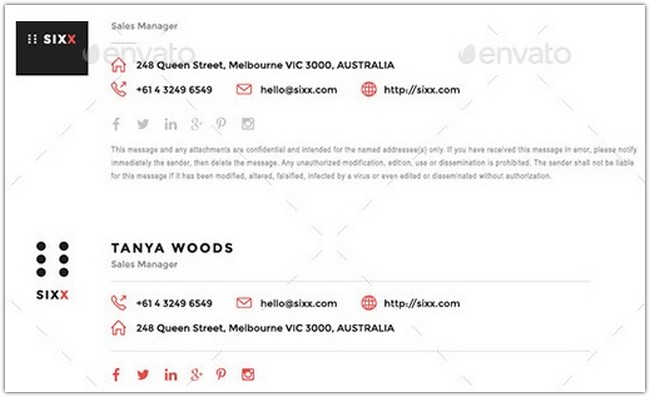 SIXX
Sales Manager
envato envato
248 Queen Street, Melbourne VIC 3000, AUSTRALIA
+61 4 3249 6549 hello@sixx.com http://sixx.com
This message and any attachments are confidential and intended for the named addressee(s) only. If you have received this message in error, please notify
immediately the sender, then delete the message. Any unauthorized modification, edition, use or dissemination is prohibited. The sender shall not be liable
for this message if it has been modified, altered, falsified, infected by a virus or even edited or disseminated without authorization.
SIXX
TANYA WOODS
Sales Manager
+61 4 3249 6549 hello@sixx.com http://sixx.com
248 Queen Street, Melbourne VIC 3000, AUSTRALIA